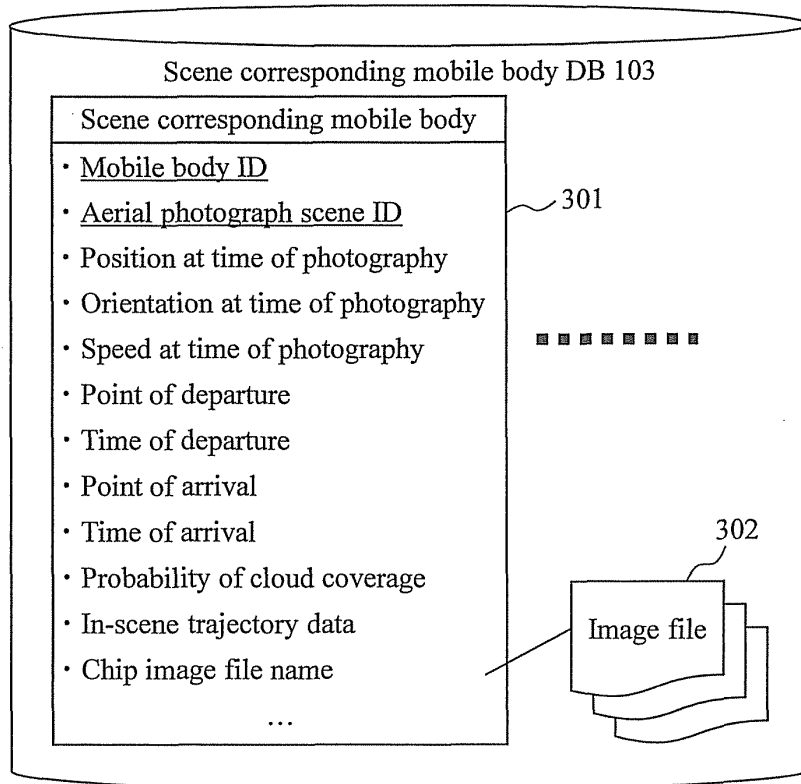 Scene corresponding mobile body DB 103
Scene corresponding mobile body
・Mobile body ID
・Aerial photograph scene ID
301
・Position at time of photography
・Orientation at time of photography
・Speed at time of photography
・Point of departure
・Time of departure
・Point of arrival
・Time of arrival
302
・Probability of cloud coverage
・In-scene trajectory data
Image file
・Chip image file name
…